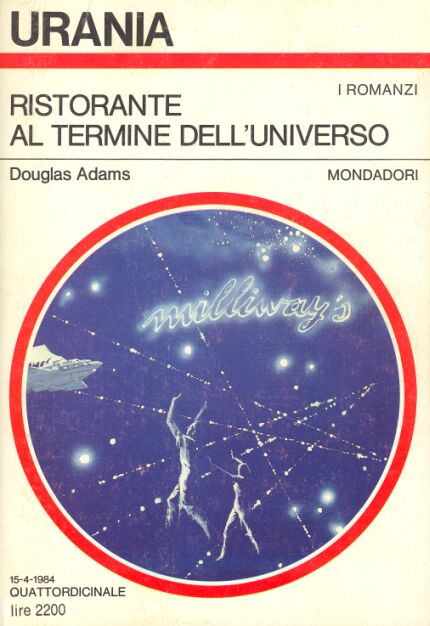 URANIA
I ROMANZI
RISTORANTE
AL TERMINE DELL'UNIVERSO
Douglas Adams
MONDADORI
milliway's
15-4-1984
QUATTORDICINALE
lire 2200